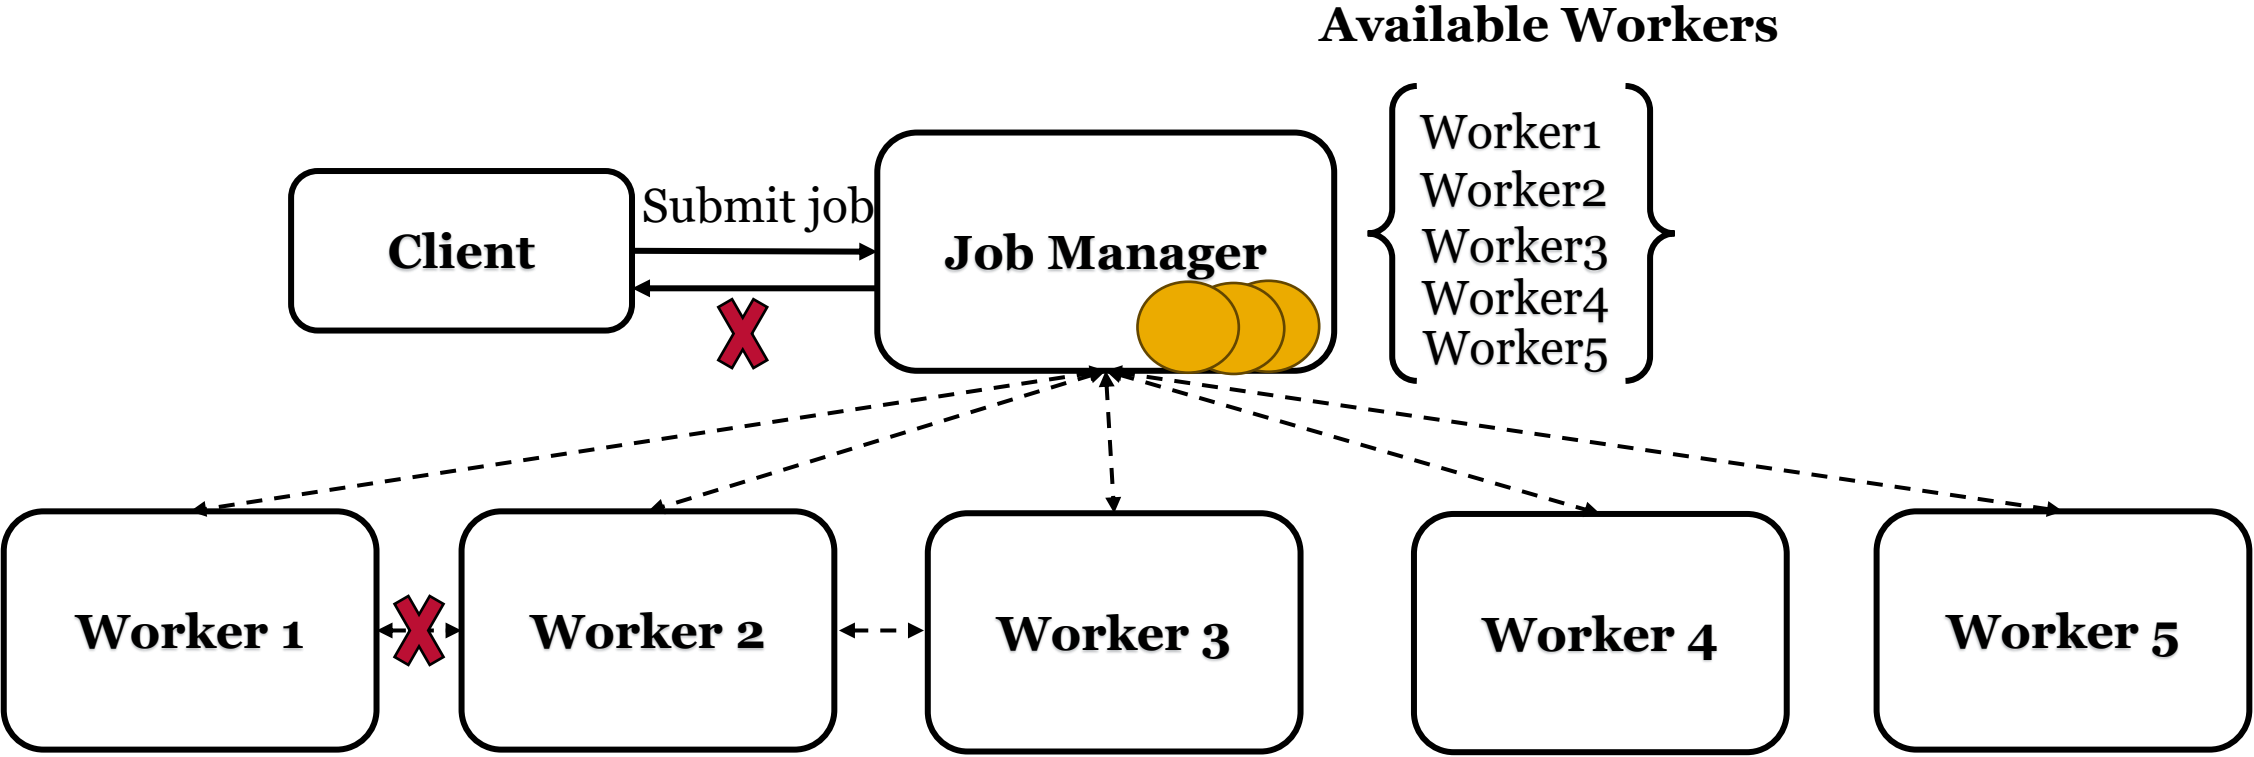 Available Workers
Worker1
Worker2
Worker3
Worker4
Worker5
Submit job
Client
Job Manager
Worker 1
Worker 2
Worker 3
Worker 4
Worker 5